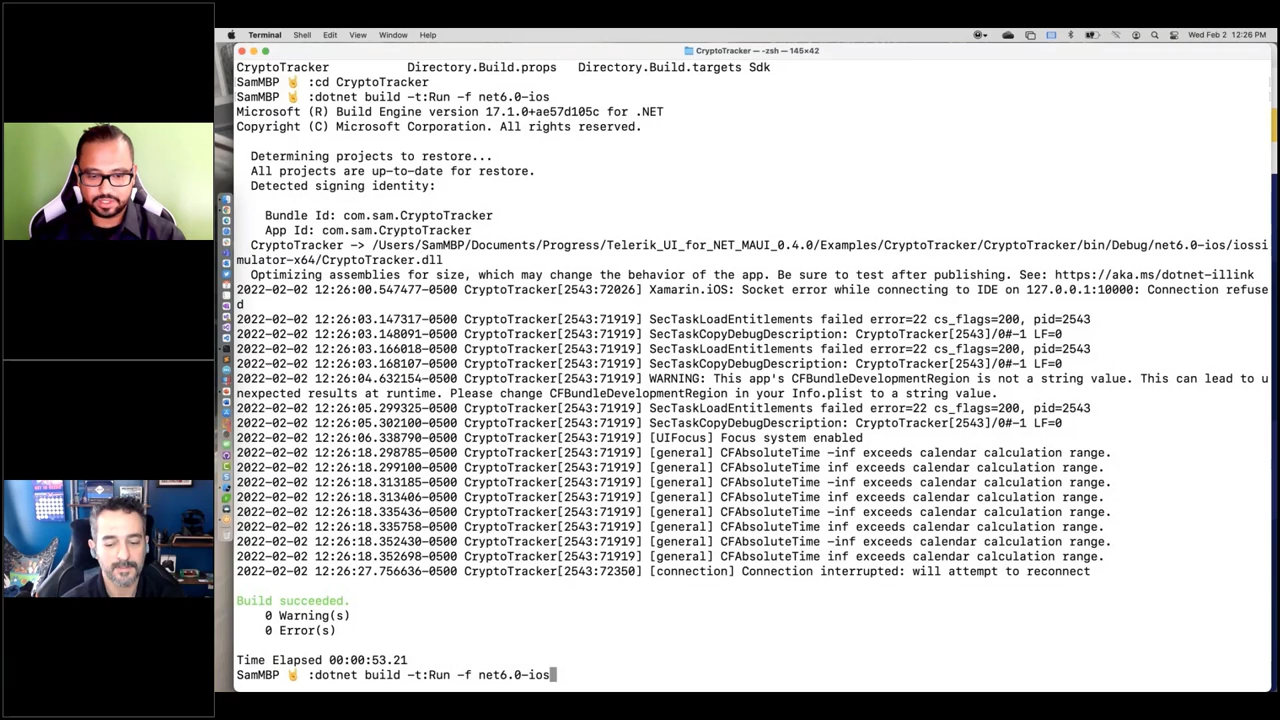 Terminal Shell Edit View Window Help Wed Feb 2 12:26 PM
CryptoTracker — -zsh — 145×42
CryptoTracker Directory.Build.props Directory.Build.targets Sdk
SamMBP 🤘 :cd CryptoTracker
SamMBP 🤘 :dotnet build -t:Run -f net6.0-ios
Microsoft (R) Build Engine version 17.1.0+ae57d105c for .NET
Copyright (C) Microsoft Corporation. All rights reserved.
Determining projects to restore...
All projects are up-to-date for restore.
Detected signing identity:
Bundle Id: com.sam.CryptoTracker
App Id: com.sam.CryptoTracker
CryptoTracker -> /Users/SamMBP/Documents/Progress/Telerik_UI_for_NET_MAUI_0.4.0/Examples/CryptoTracker/CryptoTracker/bin/Debug/net6.0-ios/iossi
mulator-x64/CryptoTracker.dll
Optimizing assemblies for size, which may change the behavior of the app. Be sure to test after publishing. See: https://aka.ms/dotnet-illink
2022-02-02 12:26:00.547477-0500 CryptoTracker[2543:72026] Xamarin.iOS: Socket error while connecting to IDE on 127.0.0.1:10000: Connection refuse
d
2022-02-02 12:26:03.147317-0500 CryptoTracker[2543:71919] SecTaskLoadEntitlements failed error=22 cs_flags=200, pid=2543
2022-02-02 12:26:03.148091-0500 CryptoTracker[2543:71919] SecTaskCopyDebugDescription: CryptoTracker[2543]/0#-1 LF=0
2022-02-02 12:26:03.166018-0500 CryptoTracker[2543:71919] SecTaskLoadEntitlements failed error=22 cs_flags=200, pid=2543
2022-02-02 12:26:03.168107-0500 CryptoTracker[2543:71919] SecTaskCopyDebugDescription: CryptoTracker[2543]/0#-1 LF=0
2022-02-02 12:26:04.632154-0500 CryptoTracker[2543:71919] WARNING: This app's CFBundleDevelopmentRegion is not a string value. This can lead to u
nexpected results at runtime. Please change CFBundleDevelopmentRegion in your Info.plist to a string value.
2022-02-02 12:26:05.299325-0500 CryptoTracker[2543:71919] SecTaskLoadEntitlements failed error=22 cs_flags=200, pid=2543
2022-02-02 12:26:05.302100-0500 CryptoTracker[2543:71919] SecTaskCopyDebugDescription: CryptoTracker[2543]/0#-1 LF=0
2022-02-02 12:26:06.338790-0500 CryptoTracker[2543:71919] [UIFocus] Focus system enabled
2022-02-02 12:26:18.298785-0500 CryptoTracker[2543:71919] [general] CFAbsoluteTime -inf exceeds calendar calculation range.
2022-02-02 12:26:18.299100-0500 CryptoTracker[2543:71919] [general] CFAbsoluteTime inf exceeds calendar calculation range.
2022-02-02 12:26:18.313185-0500 CryptoTracker[2543:71919] [general] CFAbsoluteTime -inf exceeds calendar calculation range.
2022-02-02 12:26:18.313406-0500 CryptoTracker[2543:71919] [general] CFAbsoluteTime inf exceeds calendar calculation range.
2022-02-02 12:26:18.335436-0500 CryptoTracker[2543:71919] [general] CFAbsoluteTime -inf exceeds calendar calculation range.
2022-02-02 12:26:18.335758-0500 CryptoTracker[2543:71919] [general] CFAbsoluteTime inf exceeds calendar calculation range.
2022-02-02 12:26:18.352430-0500 CryptoTracker[2543:71919] [general] CFAbsoluteTime -inf exceeds calendar calculation range.
2022-02-02 12:26:18.352698-0500 CryptoTracker[2543:71919] [general] CFAbsoluteTime inf exceeds calendar calculation range.
2022-02-02 12:26:27.756636-0500 CryptoTracker[2543:72350] [connection] Connection interrupted: will attempt to reconnect
Build succeeded.
0 Warning(s)
0 Error(s)
Time Elapsed 00:00:53.21
SamMBP 🤘 :dotnet build -t:Run -f net6.0-ios